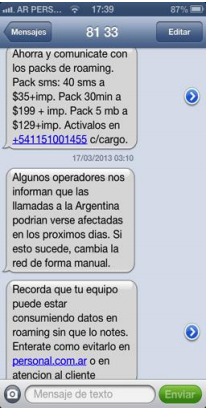 AR PERS... 17:39 87%
Mensajes 81 33 Editar
Ahorra y comunicate con
los packs de roaming.
Pack sms: 40 sms a
$35+imp. Pack 30min a
$199 + imp. Pack 5 mb a
$129+imp. Activalos en
+541151001455 c/cargo.
17/03/2013 03:10
Algunos operadores nos
informan que las
llamadas a la Argentina
podrian verse afectadas
en los proximos dias. Si
esto sucede, cambia la
red de forma manual.
Recorda que tu equipo
puede estar
consumiendo datos en
roaming sin que lo notes.
Enterate como evitarlo en
personal.com.ar o en
atencion al cliente
Mensaje de texto Enviar